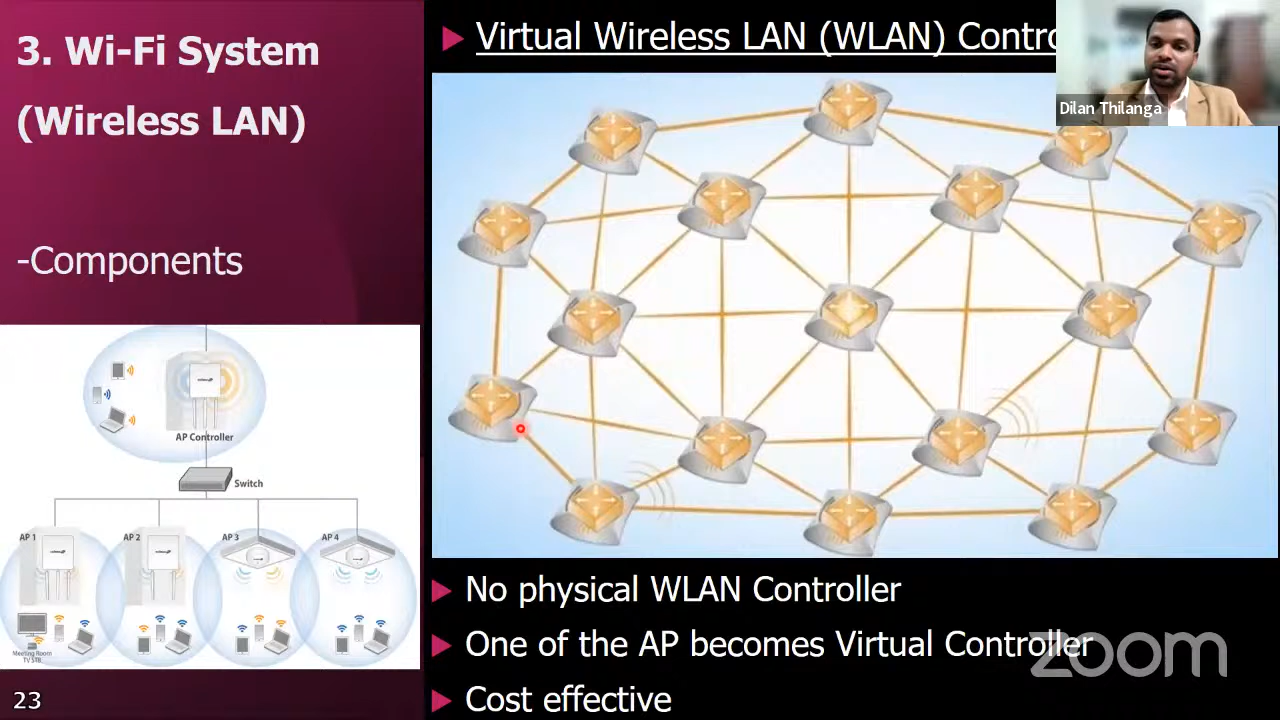 3. Wi-Fi System
(Wireless LAN)
-Components
AP Controller
Switch
AP 1
AP 2
AP 3
AP 4
Meeting Room
TV STB
23
Virtual Wireless LAN (WLAN) Contro
Dilan Thilanga
No physical WLAN Controller
One of the AP becomes Virtual Controller
Cost effective
zoom